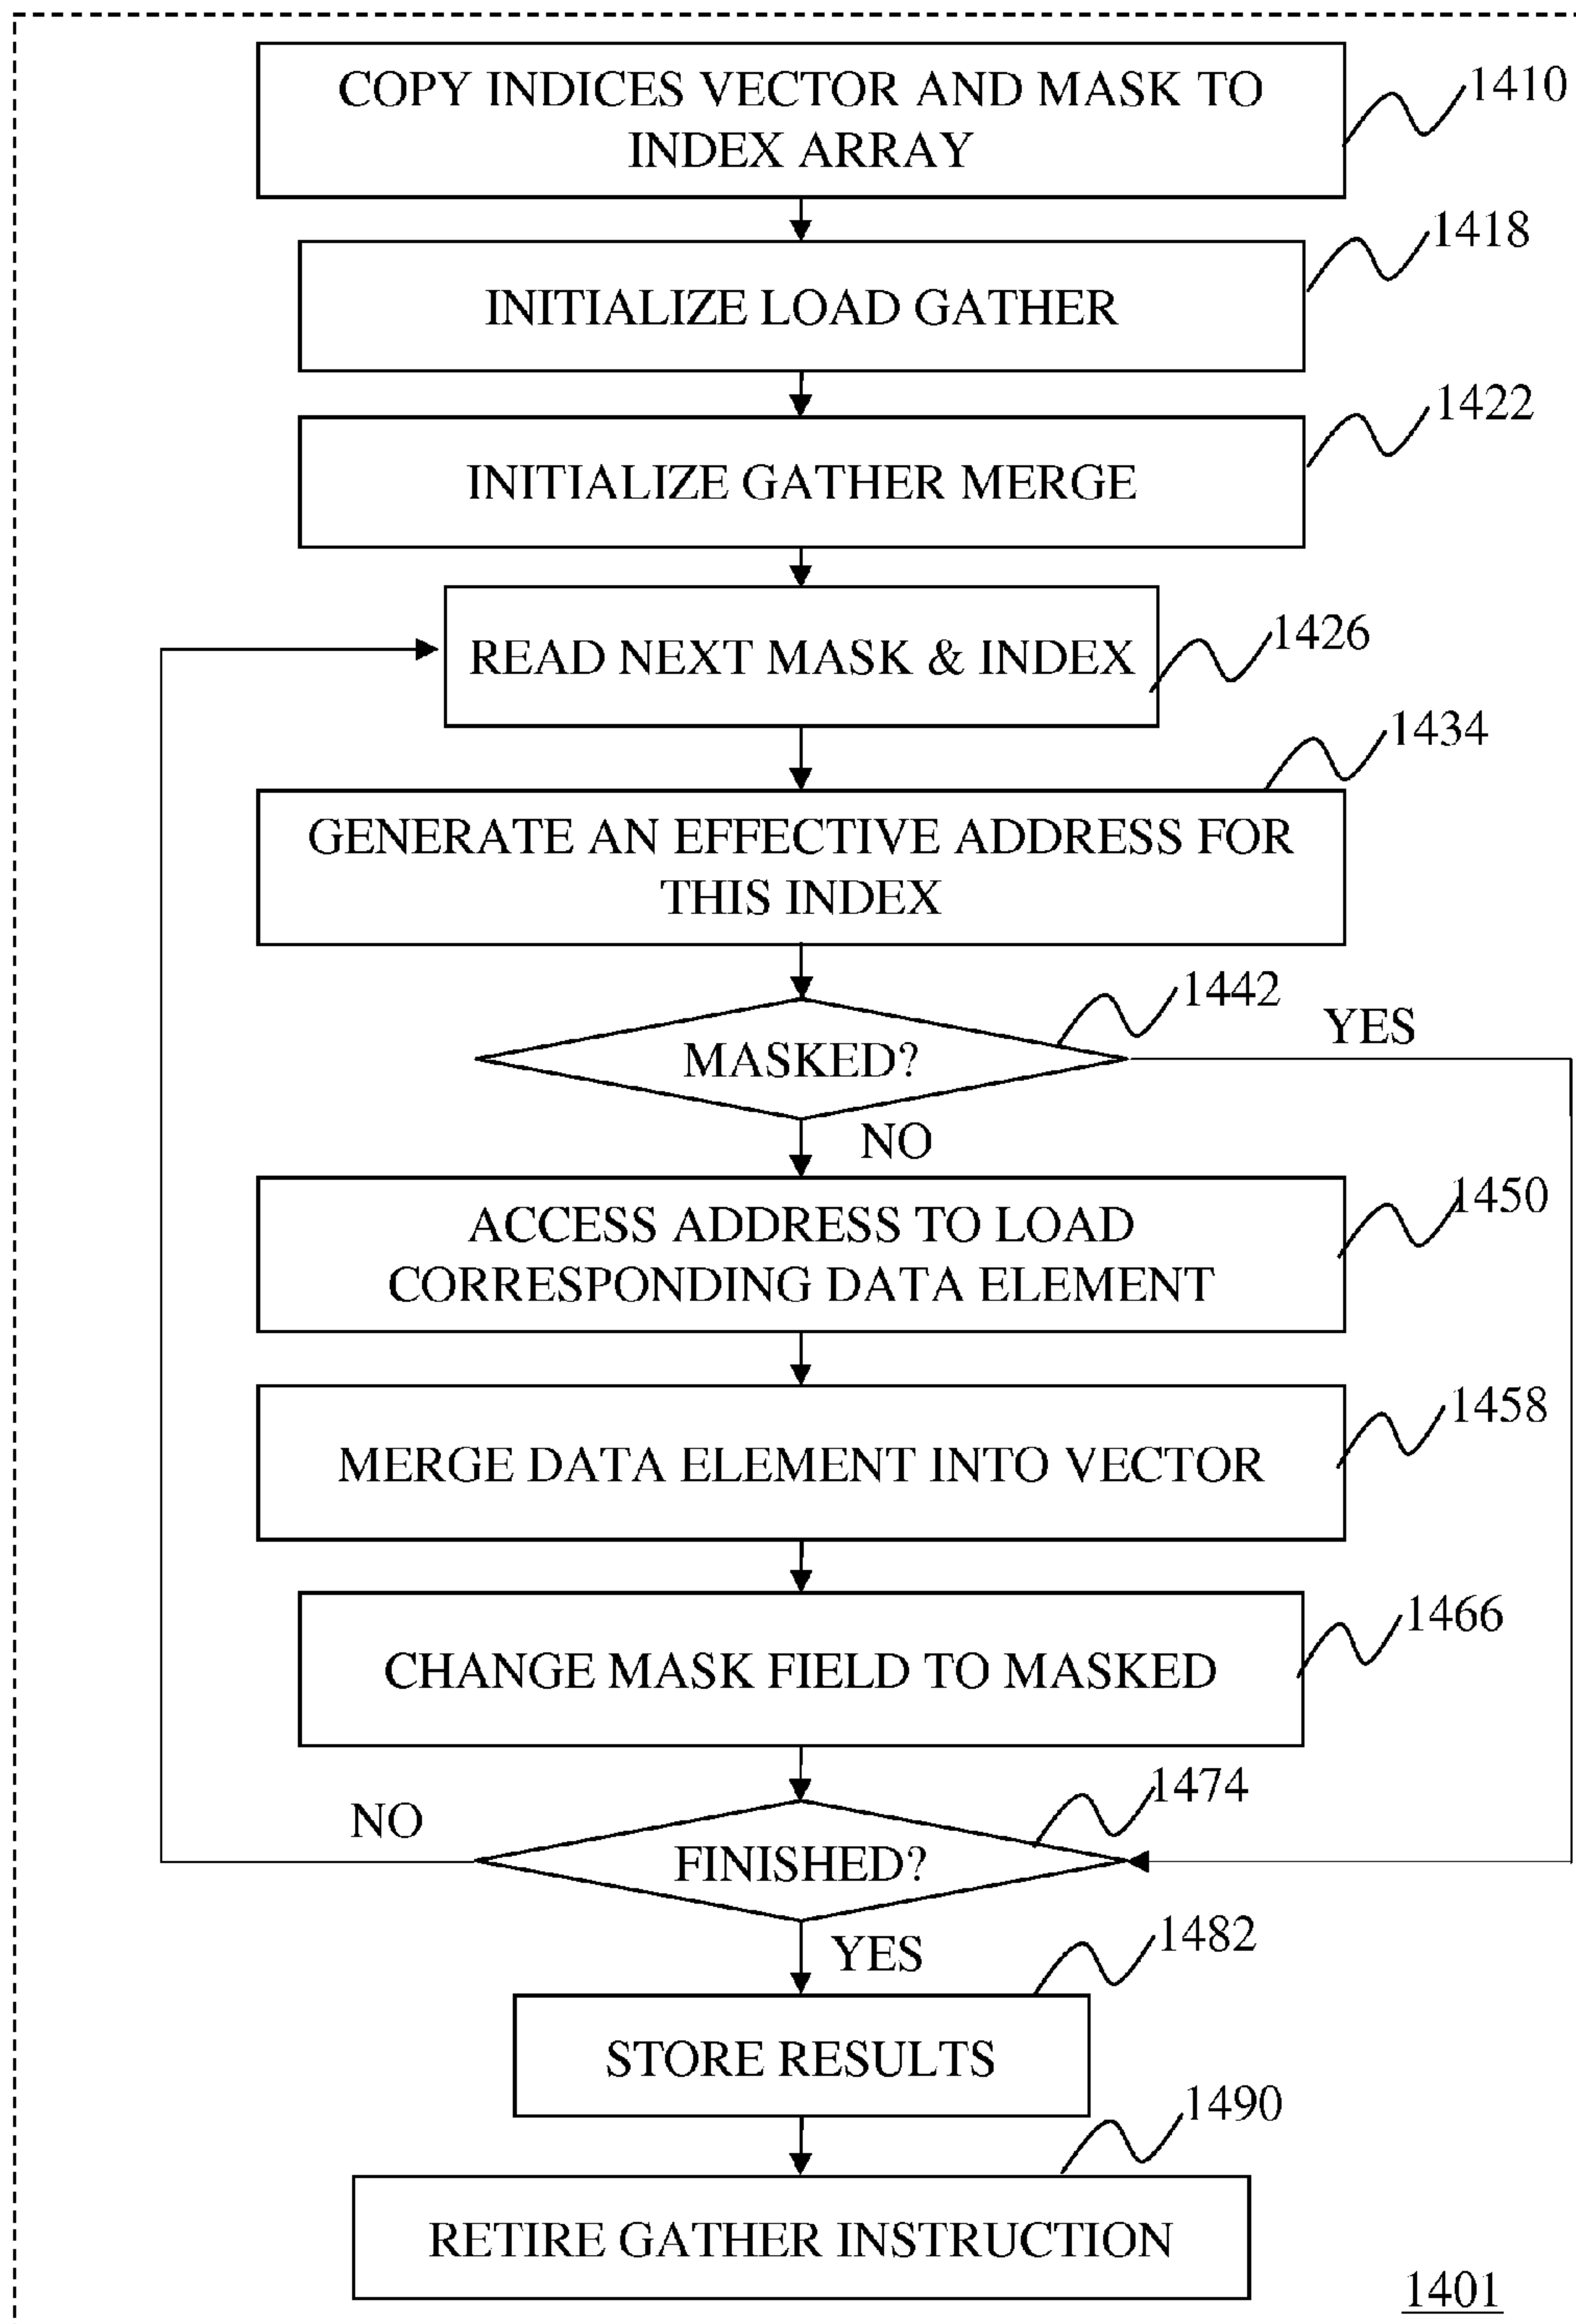 COPY INDICES VECTOR AND MASK TO
INDEX ARRAY
1410
1418
INITIALIZE LOAD GATHER
1422
INITIALIZE GATHER MERGE
1426
READ NEXT MASK & INDEX
1434
GENERATE AN EFFECTIVE ADDRESS FOR
THIS INDEX
1442
YES
MASKED?
NO
1450
ACCESS ADDRESS TO LOAD
CORRESPONDING DATA ELEMENT
1458
MERGE DATA ELEMENT INTO VECTOR
1466
CHANGE MASK FIELD TO MASKED
1474
NO
FINISHED?
1482
YES
STORE RESULTS
1490
RETIRE GATHER INSTRUCTION
1401